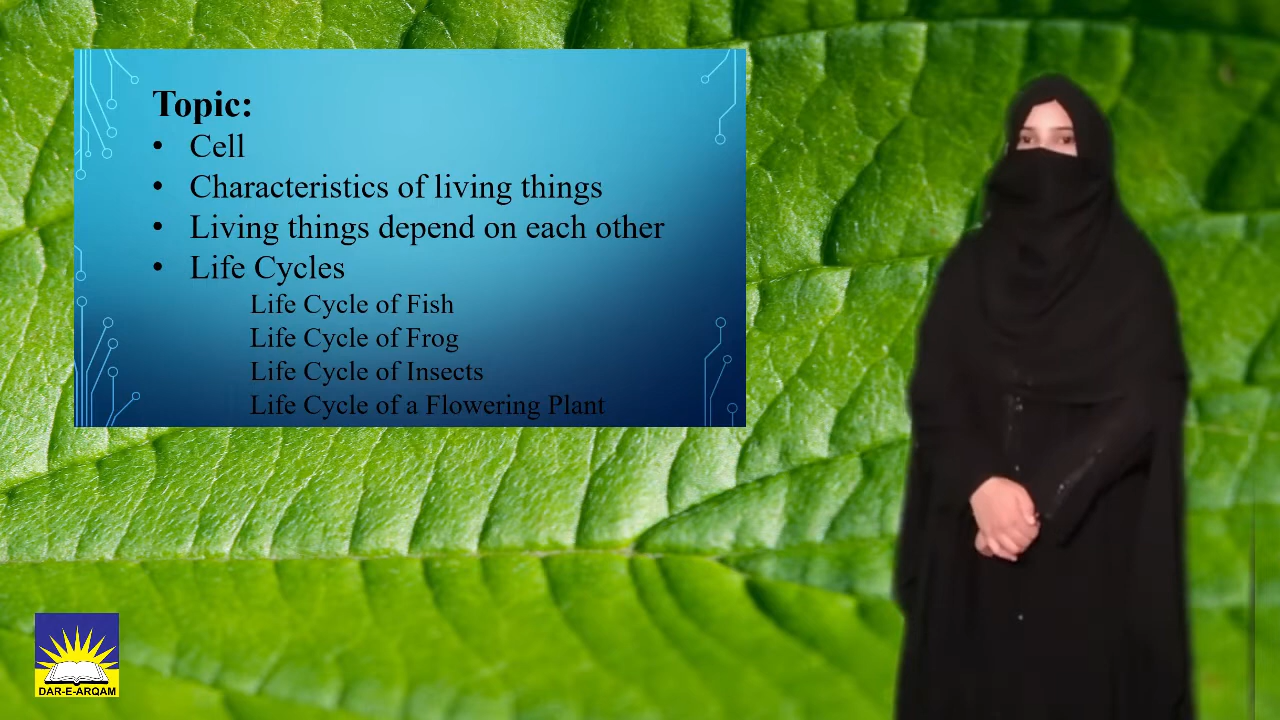 Topic:
• Cell
• Characteristics of living things
• Living things depend on each other
• Life Cycles
Life Cycle of Fish
Life Cycle of Frog
Life Cycle of Insects
Life Cycle of a Flowering Plant
DAR-E-ARQAM